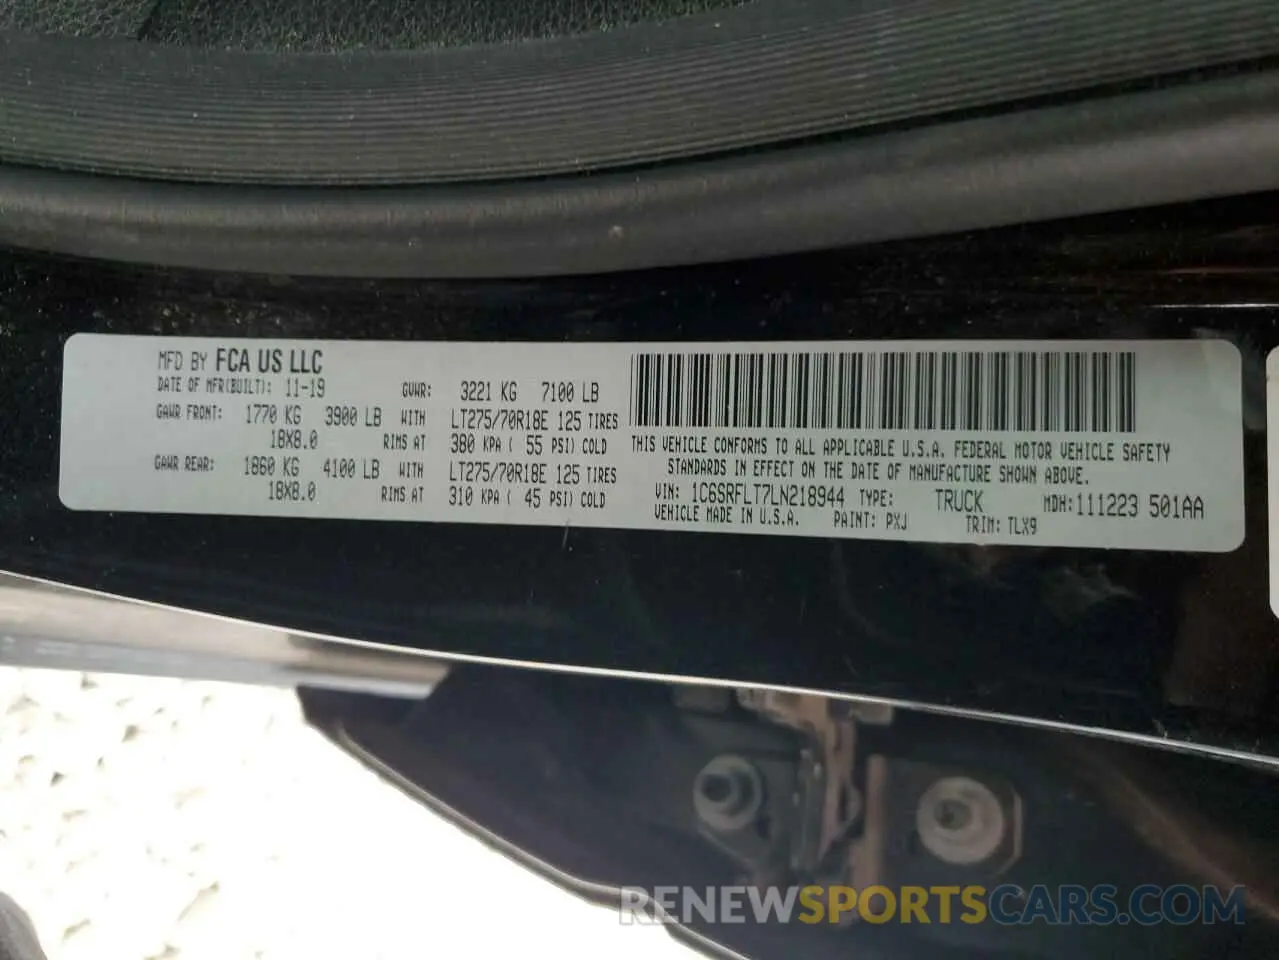 MFD BY FCA US LLC
DATE OF MFR(BUILT): 11-19 GVWR: 3221 KG 7100 LB
GAWR FRONT: 1770 KG 3900 LB WITH LT275/70R18E 125 TIRES
18X8.0 RIMS AT 380 KPA ( 55 PSI) COLD
GAWR REAR: 1860 KG 4100 LB WITH LT275/70R18E 125 TIRES
18X8.0 RIMS AT 310 KPA ( 45 PSI) COLD
THIS VEHICLE CONFORMS TO ALL APPLICABLE U.S.A. FEDERAL MOTOR VEHICLE SAFETY
STANDARDS IN EFFECT ON THE DATE OF MANUFACTURE SHOWN ABOVE.
VIN: 1C6SRFLT7LN218944 TYPE: TRUCK MDH:111223 501AA
VEHICLE MADE IN U.S.A. PAINT: PXJ TRIM: TLX9
RENEWSPORTSCARS.COM